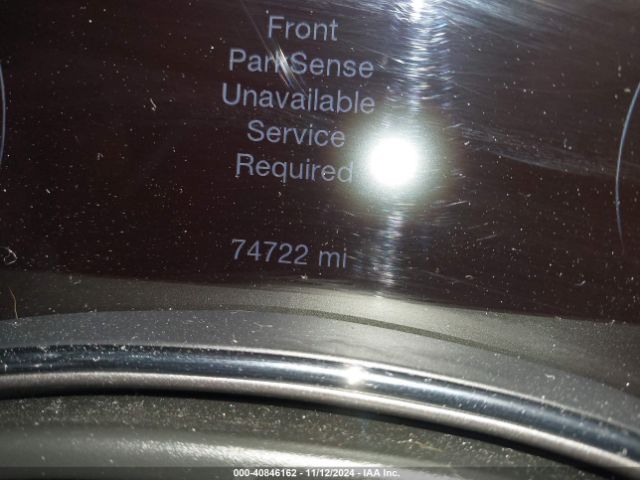 Front
ParkSense
Unavailable
Service
Required
74722 mi
000-40846162 - 11/12/2024 - IAA Inc.